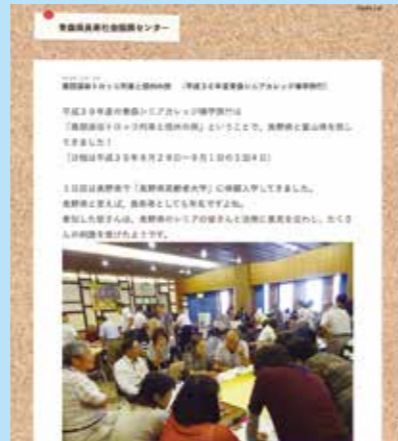 青森県長寿社会振興センター
黒部峡谷トロッコ列車と信州の旅 (平成30年度青森シニアカレッジ修学旅行)
平成30年度の青森シニアカレッジ修学旅行は
「黒部峡谷トロッコ列車と信州の旅」ということで、長野県と富山県を旅し
てきました!
(日程は平成30年8月29日~9月1日の3泊4日)
1日目は長野県で「長野県高齢者大学」に体験入学してきました。
長野県と言えば、長寿県としても有名ですよね。
参加した皆さんは、長野県のシニアの皆さんと活発に意見を交わし、たくさ
んの刺激を受けたようです。